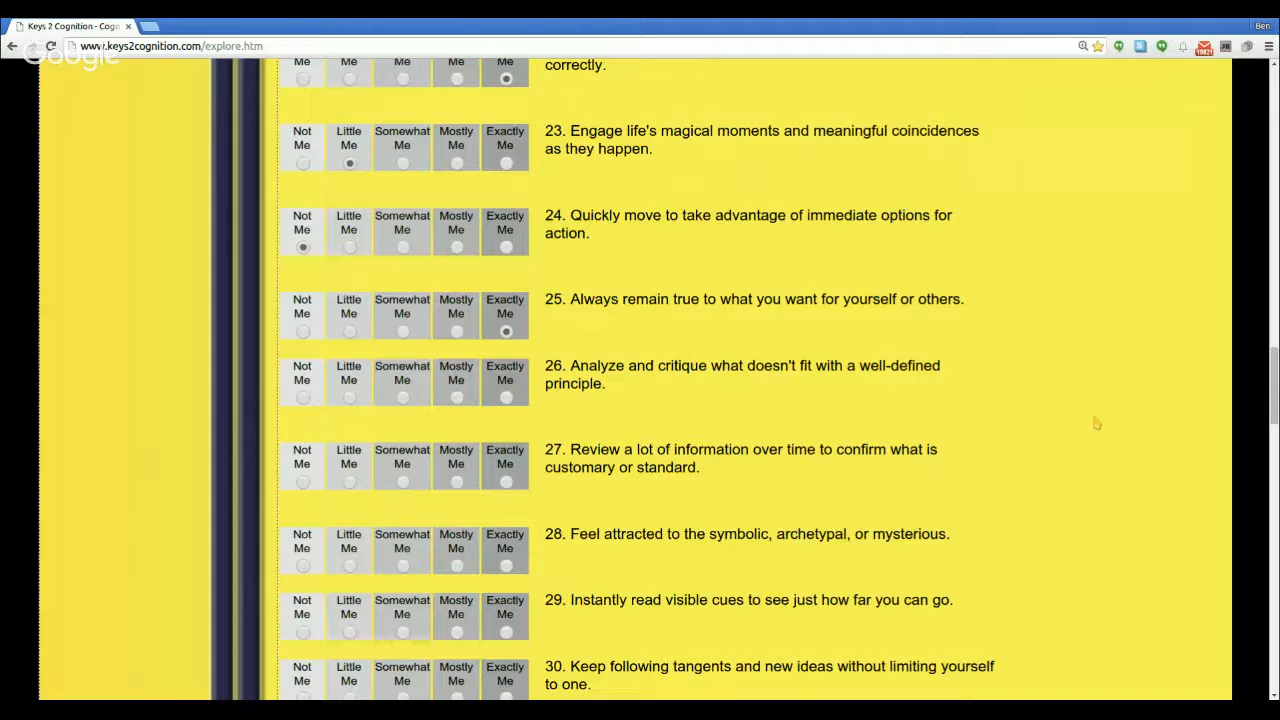 Keys 2 Cognition - Cogn
Ben
www.keys2cognition.com/explore.htm
Google
10821
Me Me Me Me Me
correctly.
Not Little Somewhat Mostly Exactly
Me Me Me Me Me
23. Engage life's magical moments and meaningful coincidences
as they happen.
Not Little Somewhat Mostly Exactly
Me Me Me Me Me
24. Quickly move to take advantage of immediate options for
action.
Not Little Somewhat Mostly Exactly
Me Me Me Me Me
25. Always remain true to what you want for yourself or others.
Not Little Somewhat Mostly Exactly
Me Me Me Me Me
26. Analyze and critique what doesn't fit with a well-defined
principle.
Not Little Somewhat Mostly Exactly
Me Me Me Me Me
27. Review a lot of information over time to confirm what is
customary or standard.
Not Little Somewhat Mostly Exactly
Me Me Me Me Me
28. Feel attracted to the symbolic, archetypal, or mysterious.
Not Little Somewhat Mostly Exactly
Me Me Me Me Me
29. Instantly read visible cues to see just how far you can go.
Not Little Somewhat Mostly Exactly
Me Me Me Me Me
30. Keep following tangents and new ideas without limiting yourself
to one.